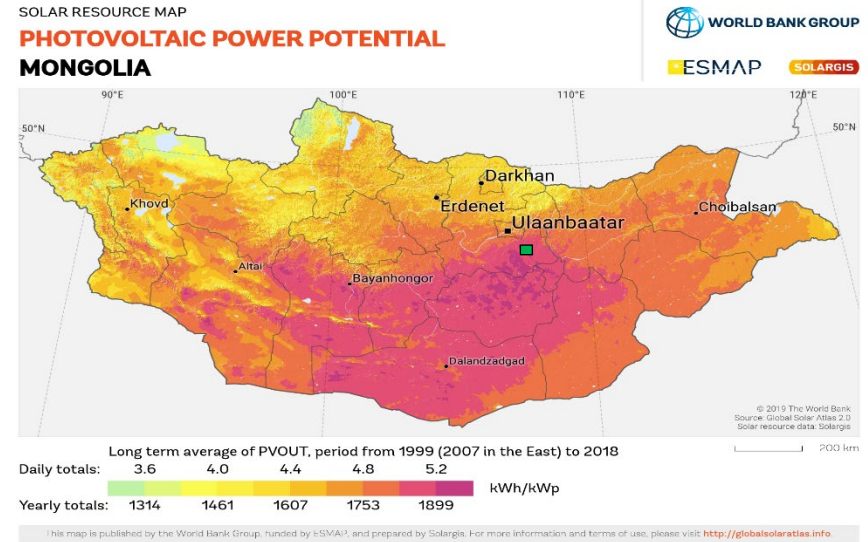 SOLAR RESOURCE MAP
PHOTOVOLTAIC POWER POTENTIAL
MONGOLIA
WORLD BANK GROUP
ESMAP
SOLARGIS
90°E 100°E 110°E 120°E
50°N 50°N
Darkhan
Khovd
Erdenet
Choibalsan
Ulaanbaatar
Altai
Bayanhongor
Dalandzadgad
© 2019 The World Bank
Source: Global Solar Atlas 2.0
Solar resource data: Solargis
200 km
Long term average of PVOUT, period from 1999 (2007 in the East) to 2018
Daily totals: 3.6 4.0 4.4 4.8 5.2
kWh/kWp
Yearly totals: 1314 1461 1607 1753 1899
This map is published by the World Bank Group, funded by ESMAP, and prepared by Solargis. For more information and terms of use, please visit http://globalsolaratlas.info.